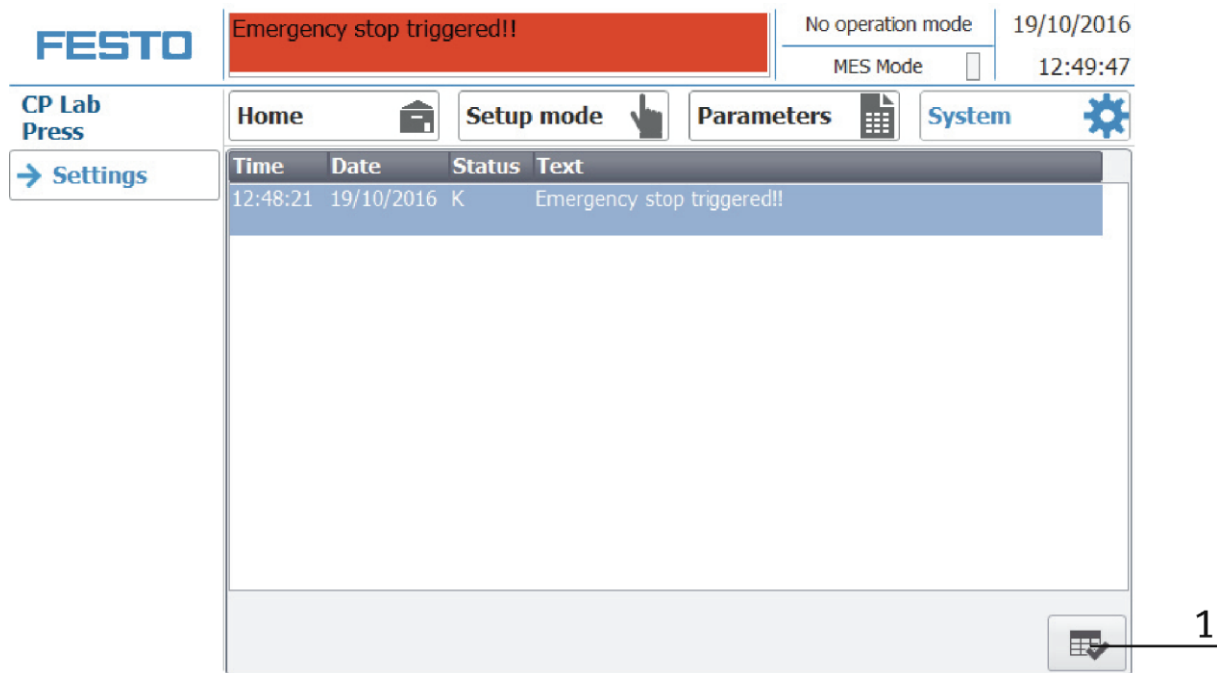 FESTO
Emergency stop triggered!!
No operation mode
19/10/2016
MES Mode
12:49:47
CP Lab
Press
Home
Setup mode
Parameters
System
Settings
Time Date Status Text
12:48:21 19/10/2016 K Emergency stop triggered!!
1